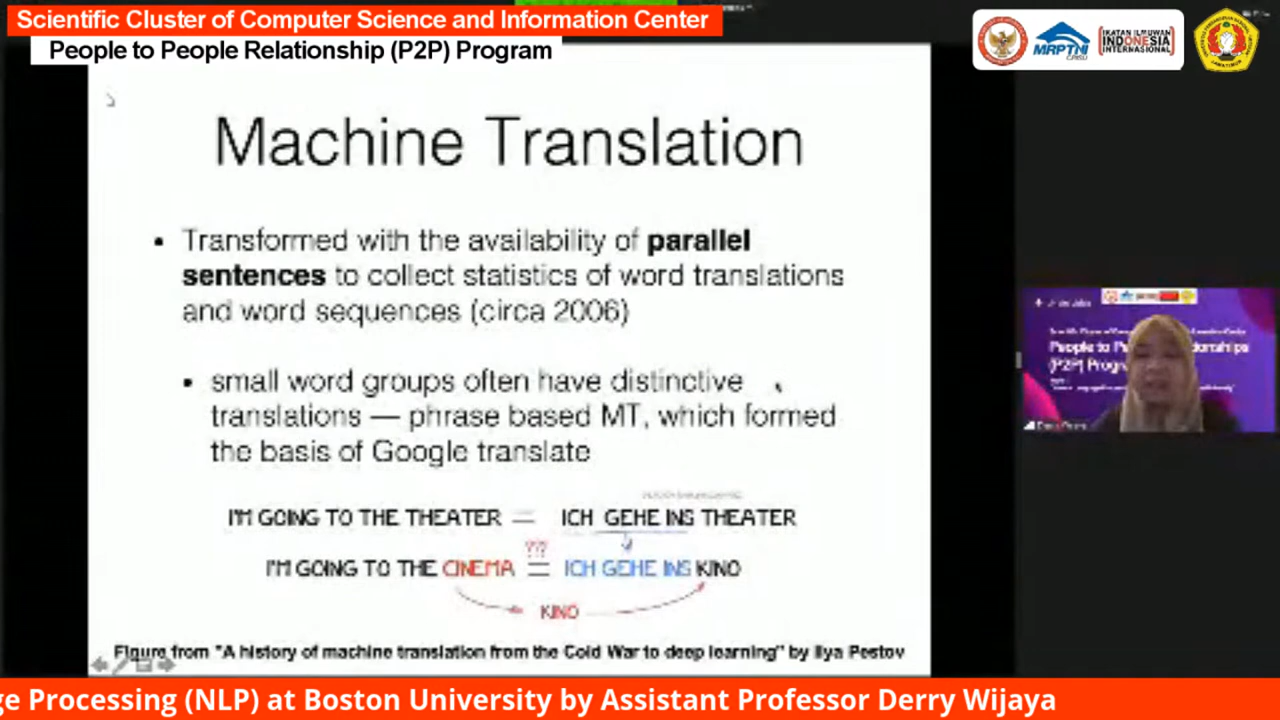 Scientific Cluster of Computer Science and Information Center
People to People Relationship (P2P) Program
MRPTNI
IKATAN ILMUWAN
INDONESIA
INTERNASIONAL
Machine Translation
▪ Transformed with the availability of parallel
sentences to collect statistics of word translations
and word sequences (circa 2006)
▪ small word groups often have distinctive
translations — phrase based MT, which formed
the basis of Google translate
I'M GOING TO THE THEATER = ICH GEHE INS THEATER
???
I'M GOING TO THE CINEMA = ICH GEHE INS KINO
KINO
Figure from "A history of machine translation from the Cold War to deep learning" by Ilya Pestov
People to
(P2P) Progr
ge Processing (NLP) at Boston University by Assistant Professor Derry Wijaya